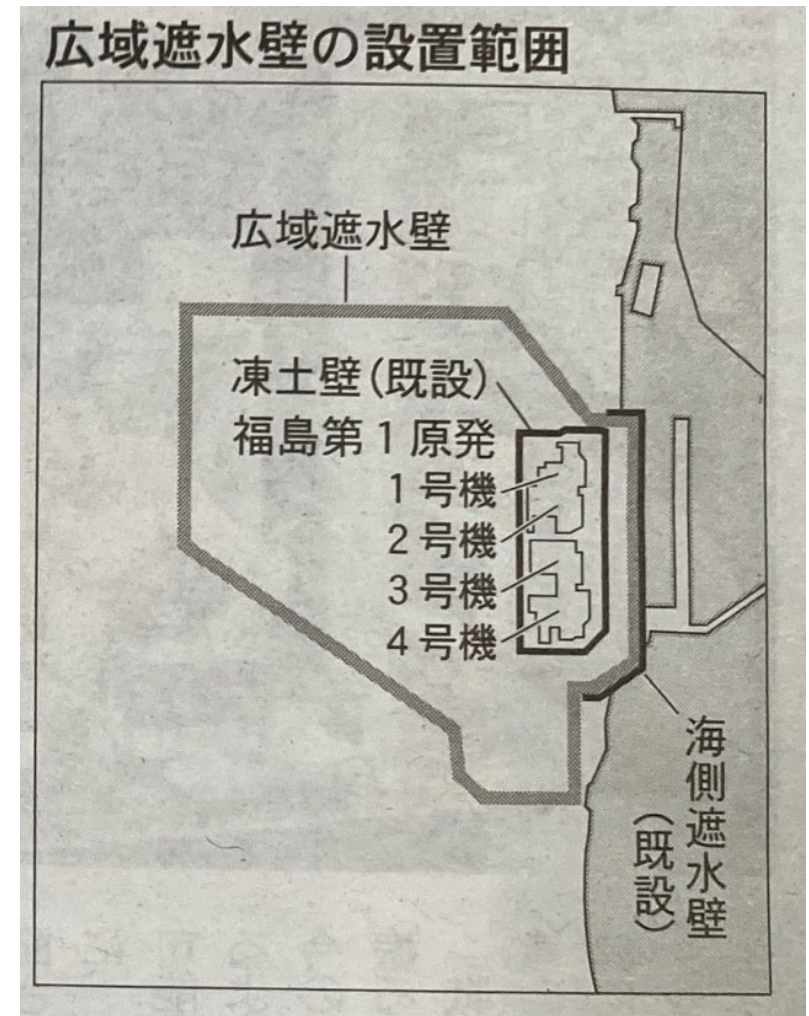 広域遮水壁の設置範囲
広域遮水壁
凍土壁(既設)
福島第1原発
1号機
2号機
3号機
4号機
海側遮水壁
(既設)